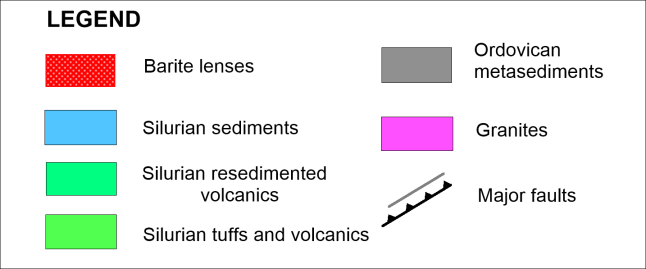 LEGEND
Barite lenses
Silurian sediments
Silurian resedimented
volcanics
Silurian tuffs and volcanics
Ordovican
metasediments
Granites
Major faults